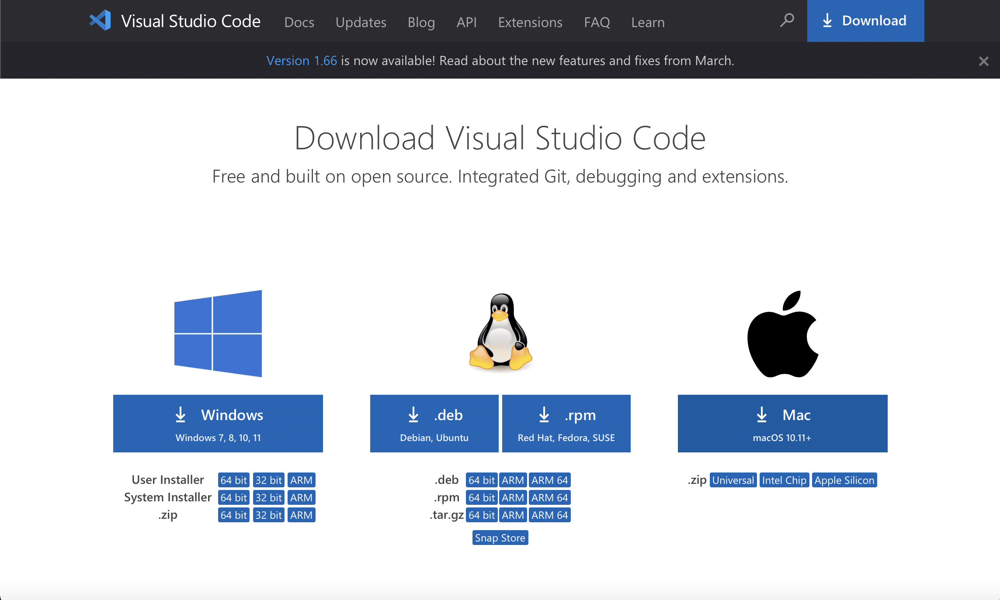 Visual Studio Code Docs Updates Blog API Extensions FAQ Learn Download
Version 1.66 is now available! Read about the new features and fixes from March.
Download Visual Studio Code
Free and built on open source. Integrated Git, debugging and extensions.
Windows
Windows 7, 8, 10, 11
User Installer 64 bit 32 bit ARM
System Installer 64 bit 32 bit ARM
.zip 64 bit 32 bit ARM
.deb
Debian, Ubuntu
.rpm
Red Hat, Fedora, SUSE
.deb 64 bit ARM ARM 64
.rpm 64 bit ARM ARM 64
.tar.gz 64 bit ARM ARM 64
Snap Store
Mac
macOS 10.11+
.zip Universal Intel Chip Apple Silicon